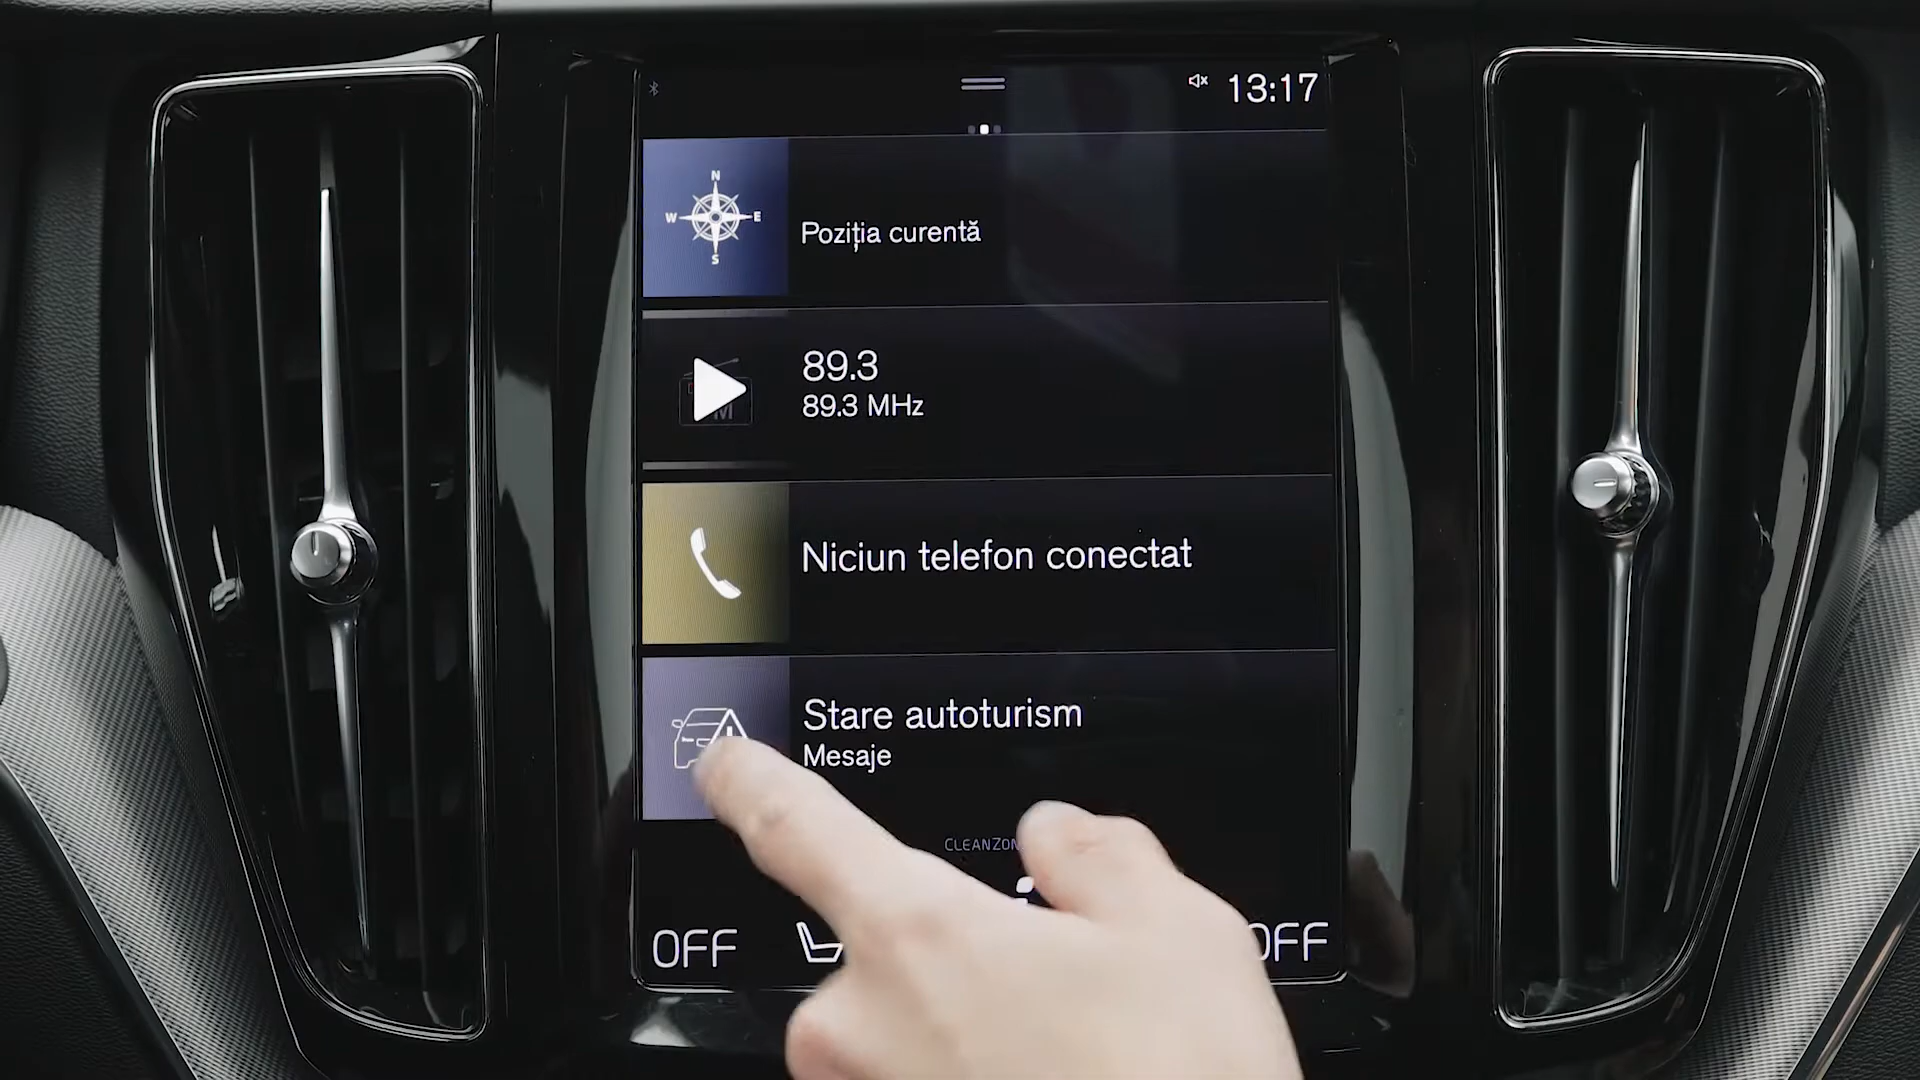 13:17
N
W E
S
Poziția curentă
89.3
89.3 MHz
Niciun telefon conectat
Stare autoturism
Mesaje
OFF
OFF